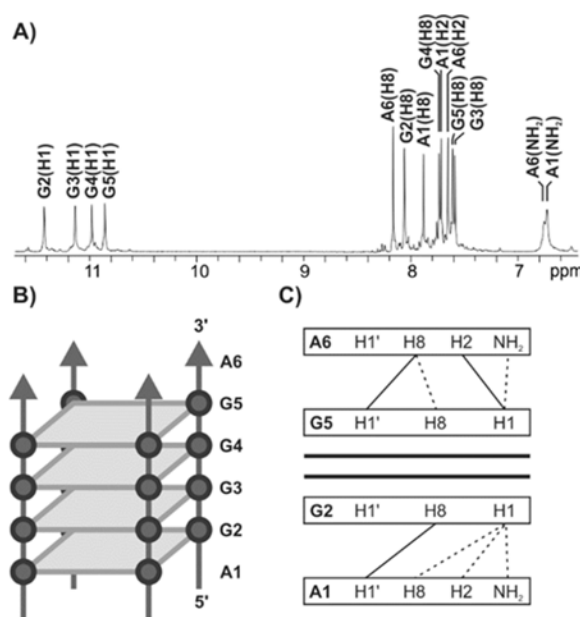 A)
G2(H1)
G3(H1)
G4(H1)
G5(H1)
A6(H8)
G2(H8)
A1(H8)
G4(H8)
A1(H2)
A6(H2)
G5(H8)
G3(H8)
A6(NH₂)
A1(NH₂)
11 10 9 8 7 ppm
B)
3'
A6
G5
G4
G3
G2
A1
5'
C)
A6 H1' H8 H2 NH₂
G5 H1' H8 H1
G2 H1' H8 H1
A1 H1' H8 H2 NH₂